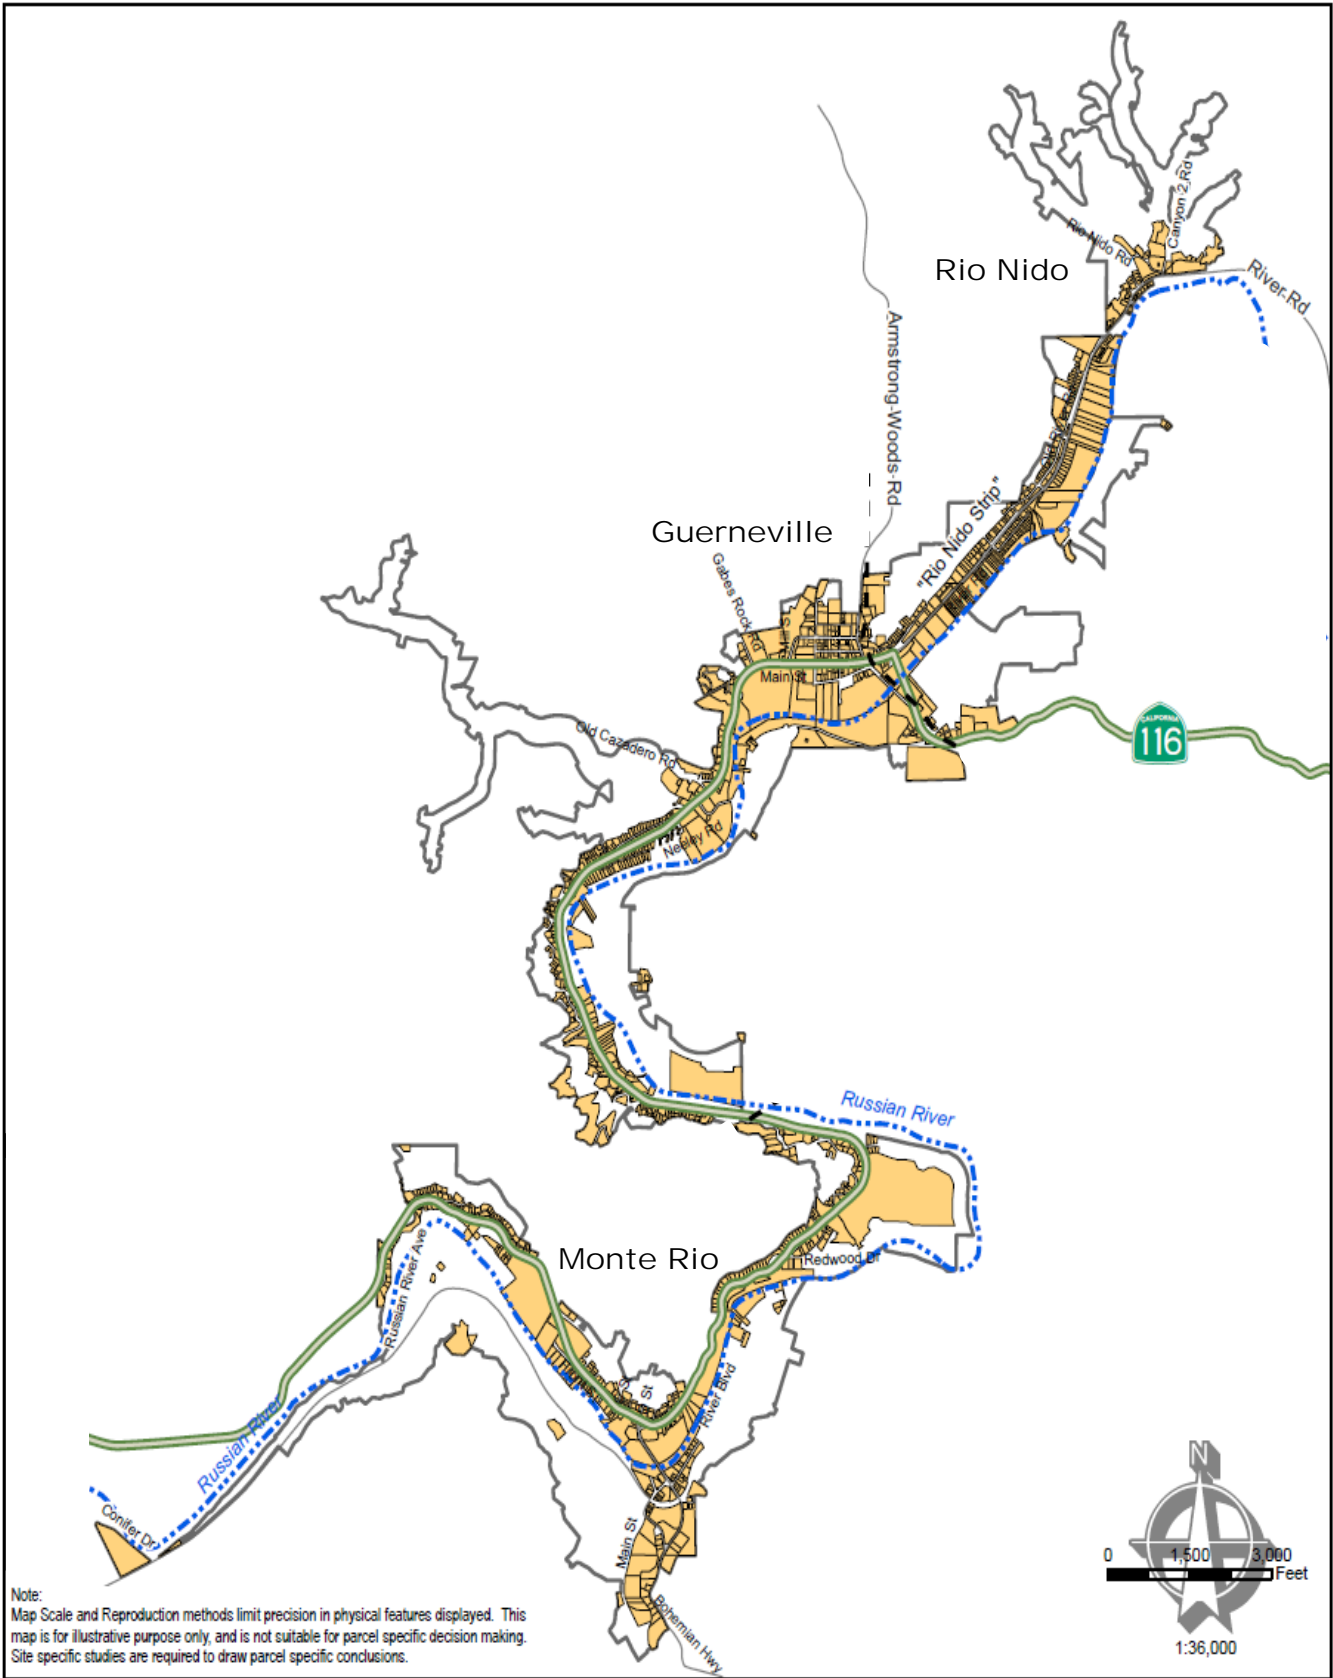 Rio Nido
Rio Nido Rd
Canyon 2 Rd
River Rd
Armstrong Woods Rd
"Rio Nido Strip"
Guerneville
Gabes Rock Rd
Main St
Old Cazadero Rd
Neeley Rd
CALIFORNIA
116
Russian River
Monte Rio
Redwood Dr
Russian River Ave
River Blvd
St
Russian River
Conifer Dr
Main St
Bohemian Hwy
N
0 1,500 3,000
Feet
1:36,000
Note:
Map Scale and Reproduction methods limit precision in physical features displayed. This
map is for illustrative purpose only, and is not suitable for parcel specific decision making.
Site specific studies are required to draw parcel specific conclusions.